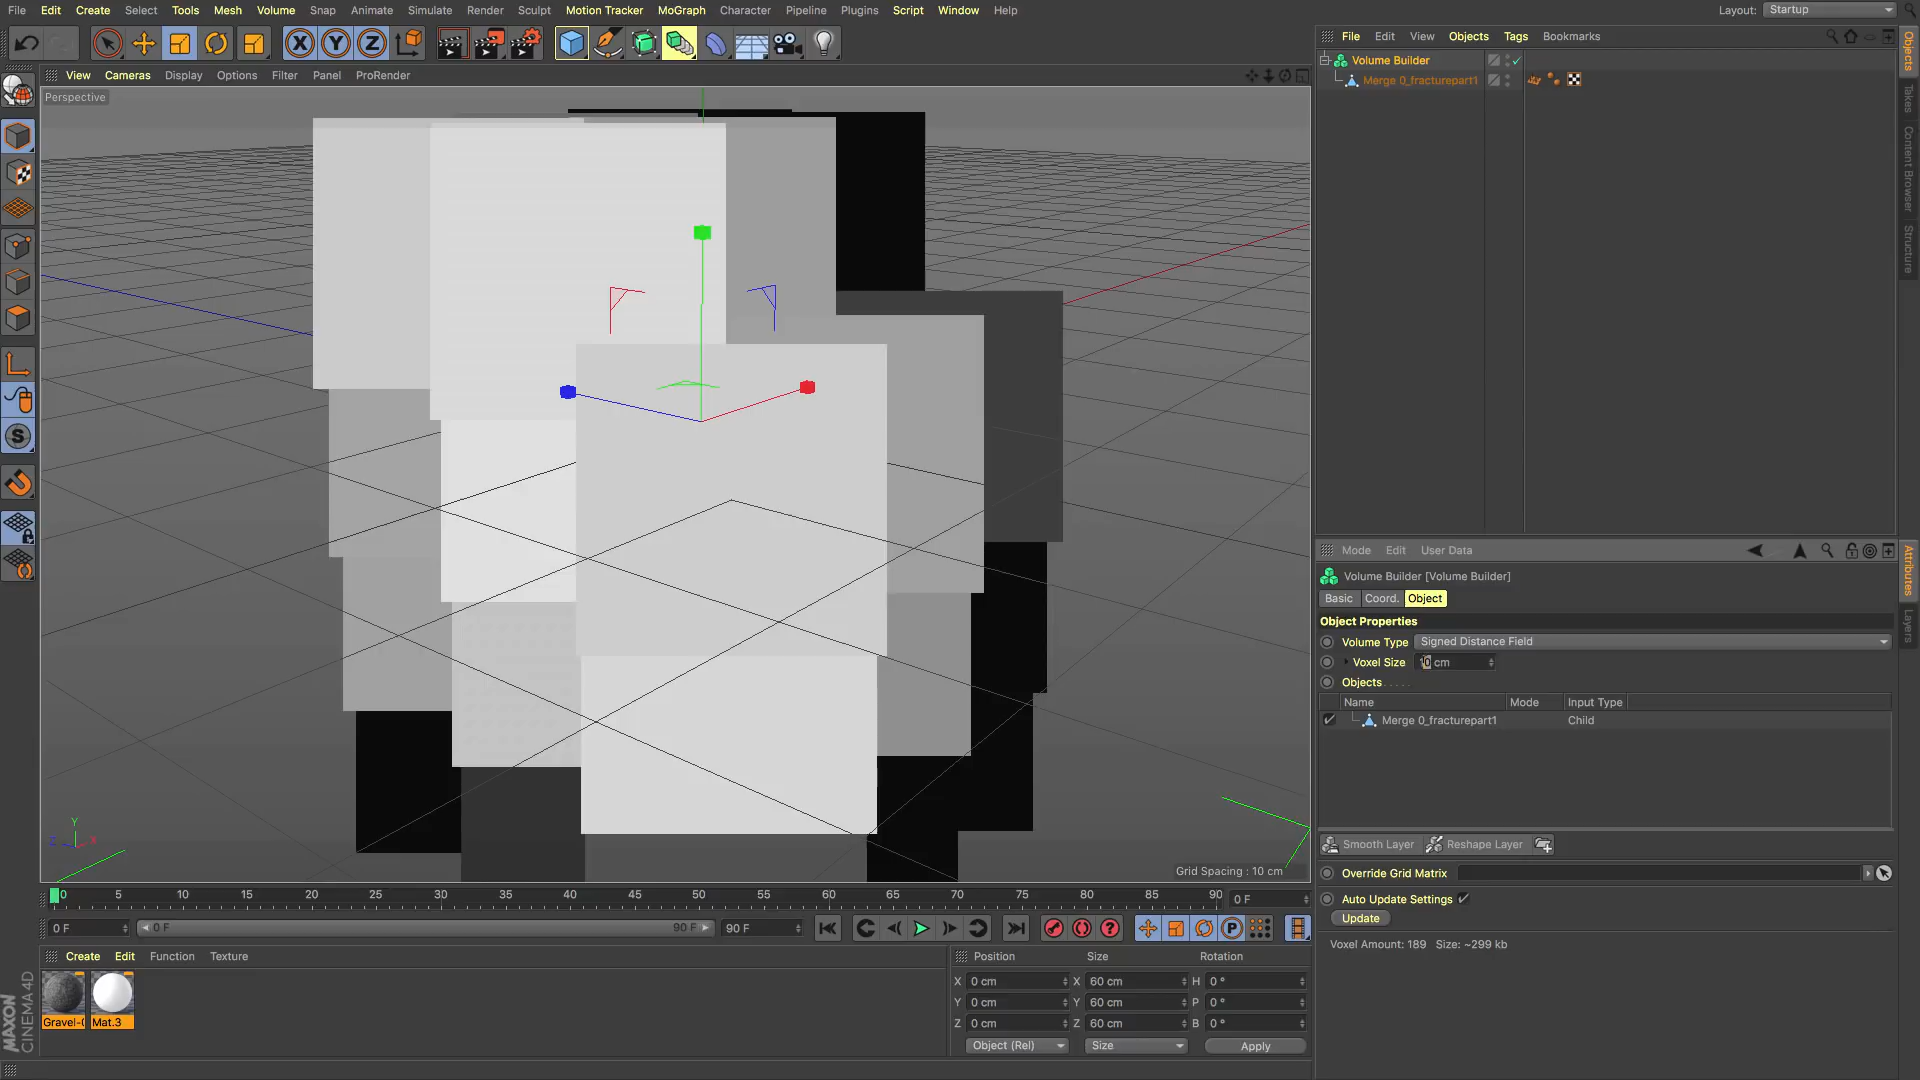 File Edit Create Select Tools Mesh Volume Snap Animate Simulate Render Sculpt Motion Tracker MoGraph Character Pipeline Plugins Script Window Help
Layout: Startup
X Y Z
View Cameras Display Options Filter Panel ProRender
Perspective
Grid Spacing : 10 cm
Y
Z X
0 5 10 15 20 25 30 35 40 45 50 55 60 65 70 75 80 85 90
0 F
0 F
0 F
90 F
90 F
P
Create Edit Function Texture
Mat.3
MAXON
CINEMA 4D
Position Size Rotation
X 0 cm X 60 cm H 0 °
Y 0 cm Y 60 cm P 0 °
Z 0 cm Z 60 cm B 0 °
Object (Rel) Size Apply
File Edit View Objects Tags Bookmarks
Volume Builder
Merge 0_fracturepart1
Objects
Takes
Content Browser
Structure
Mode Edit User Data
Volume Builder [Volume Builder]
Basic Coord. Object
Object Properties
Volume Type Signed Distance Field
Voxel Size 10 cm
Objects
Name Mode Input Type
Merge 0_fracturepart1 Child
Smooth Layer Reshape Layer
Override Grid Matrix
Auto Update Settings
Update
Voxel Amount: 189 Size: ~299 kb
Attributes
Layers